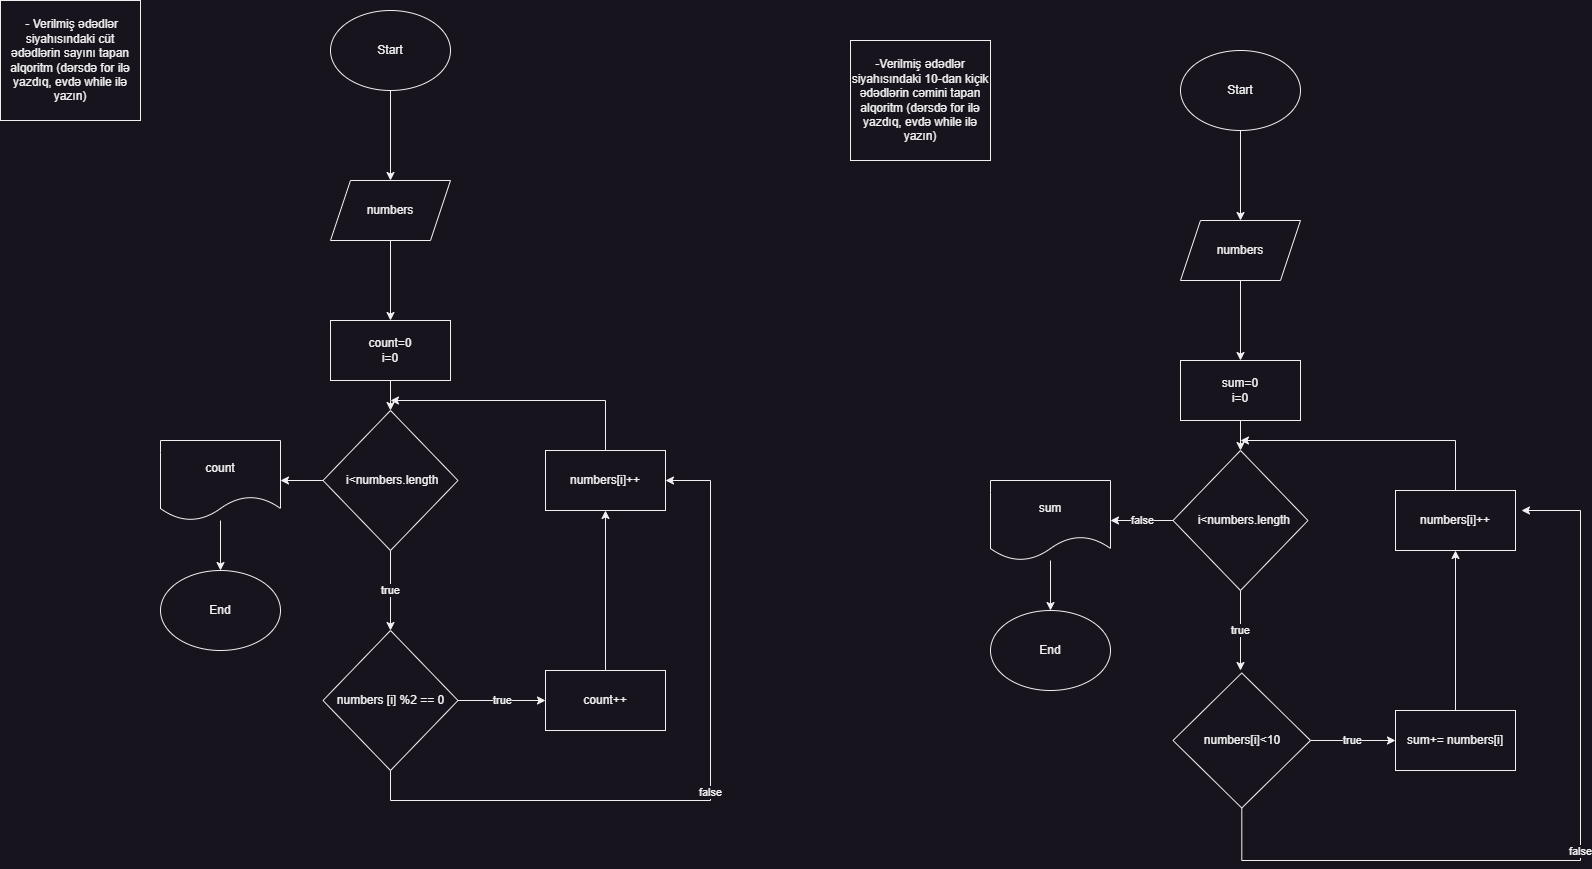 - Verilmiş ədədlər
siyahısındaki cüt
ədədlərin sayını tapan
alqoritm (dərsdə for ilə
yazdıq, evdə while ilə
yazın)
Start
numbers
count=0
i=0
i<numbers.length
count
End
numbers[i]++
true
numbers [i] %2 == 0
true
count++
false
-Verilmiş ədədlər
siyahısındaki 10-dan kiçik
ədədlərin cəmini tapan
alqoritm (dərsdə for ilə
yazdıq, evdə while ilə
yazın)
Start
numbers
sum=0
i=0
i<numbers.length
false
sum
End
numbers[i]++
true
numbers[i]<10
true
sum+= numbers[i]
false